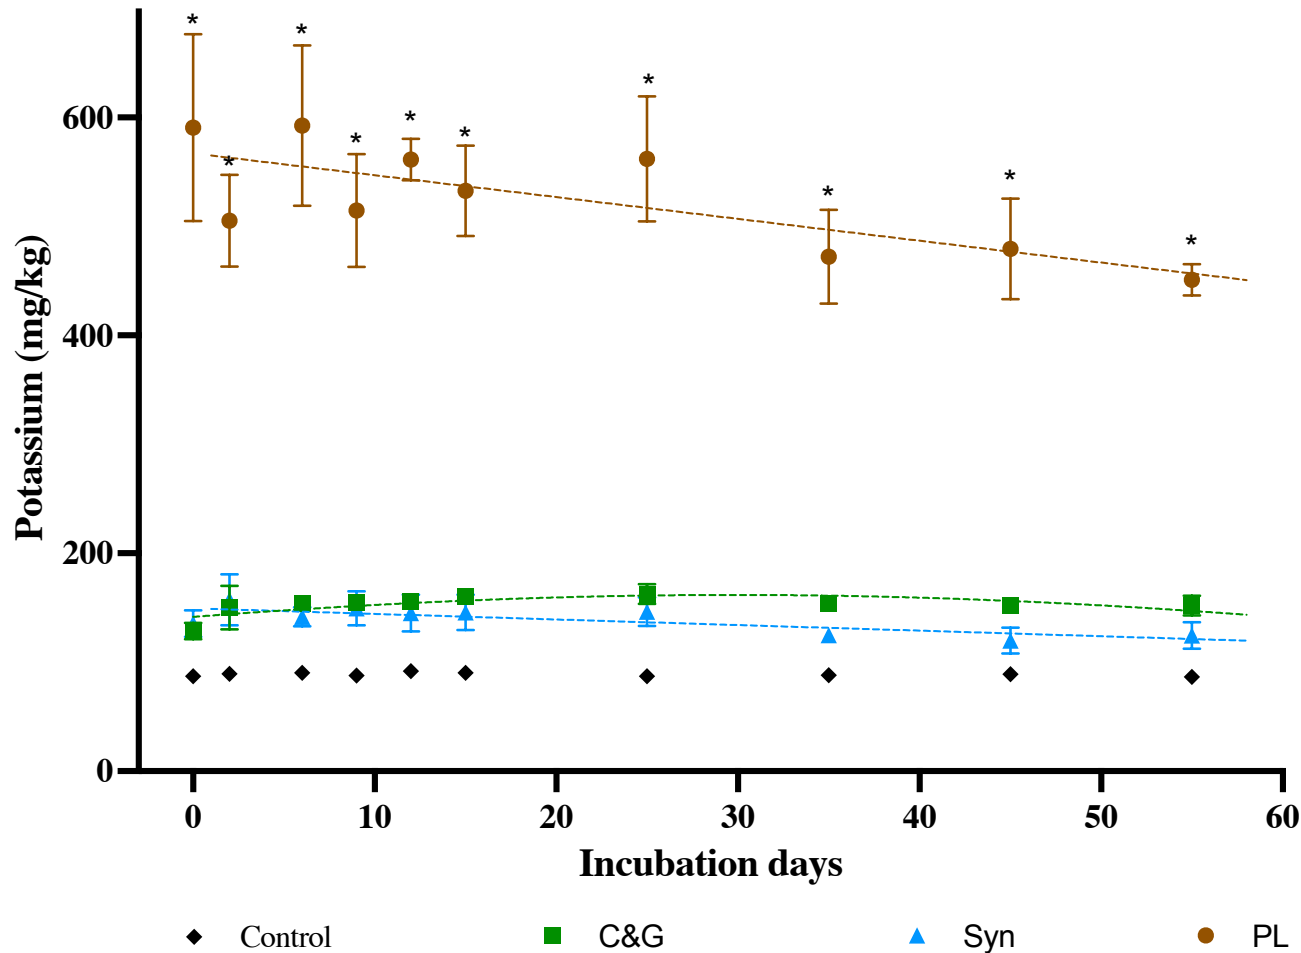 * * * * * * * * * *
600
400
200
0
Potassium (mg/kg)
0 10 20 30 40 50 60
Incubation days
Control C&G Syn PL